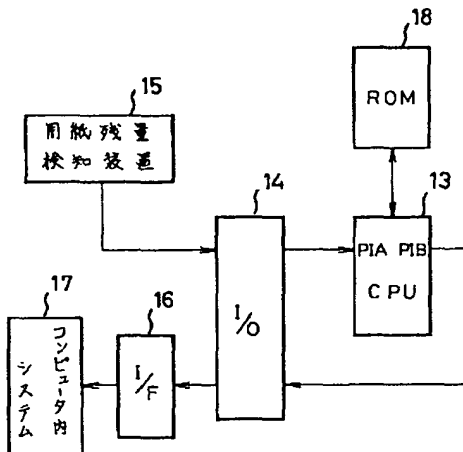 18
ROM
15
用紙残量
検知装置
14
I/O
13
PIA PIB
CPU
17
コンピュータ内
システム
16
I/F